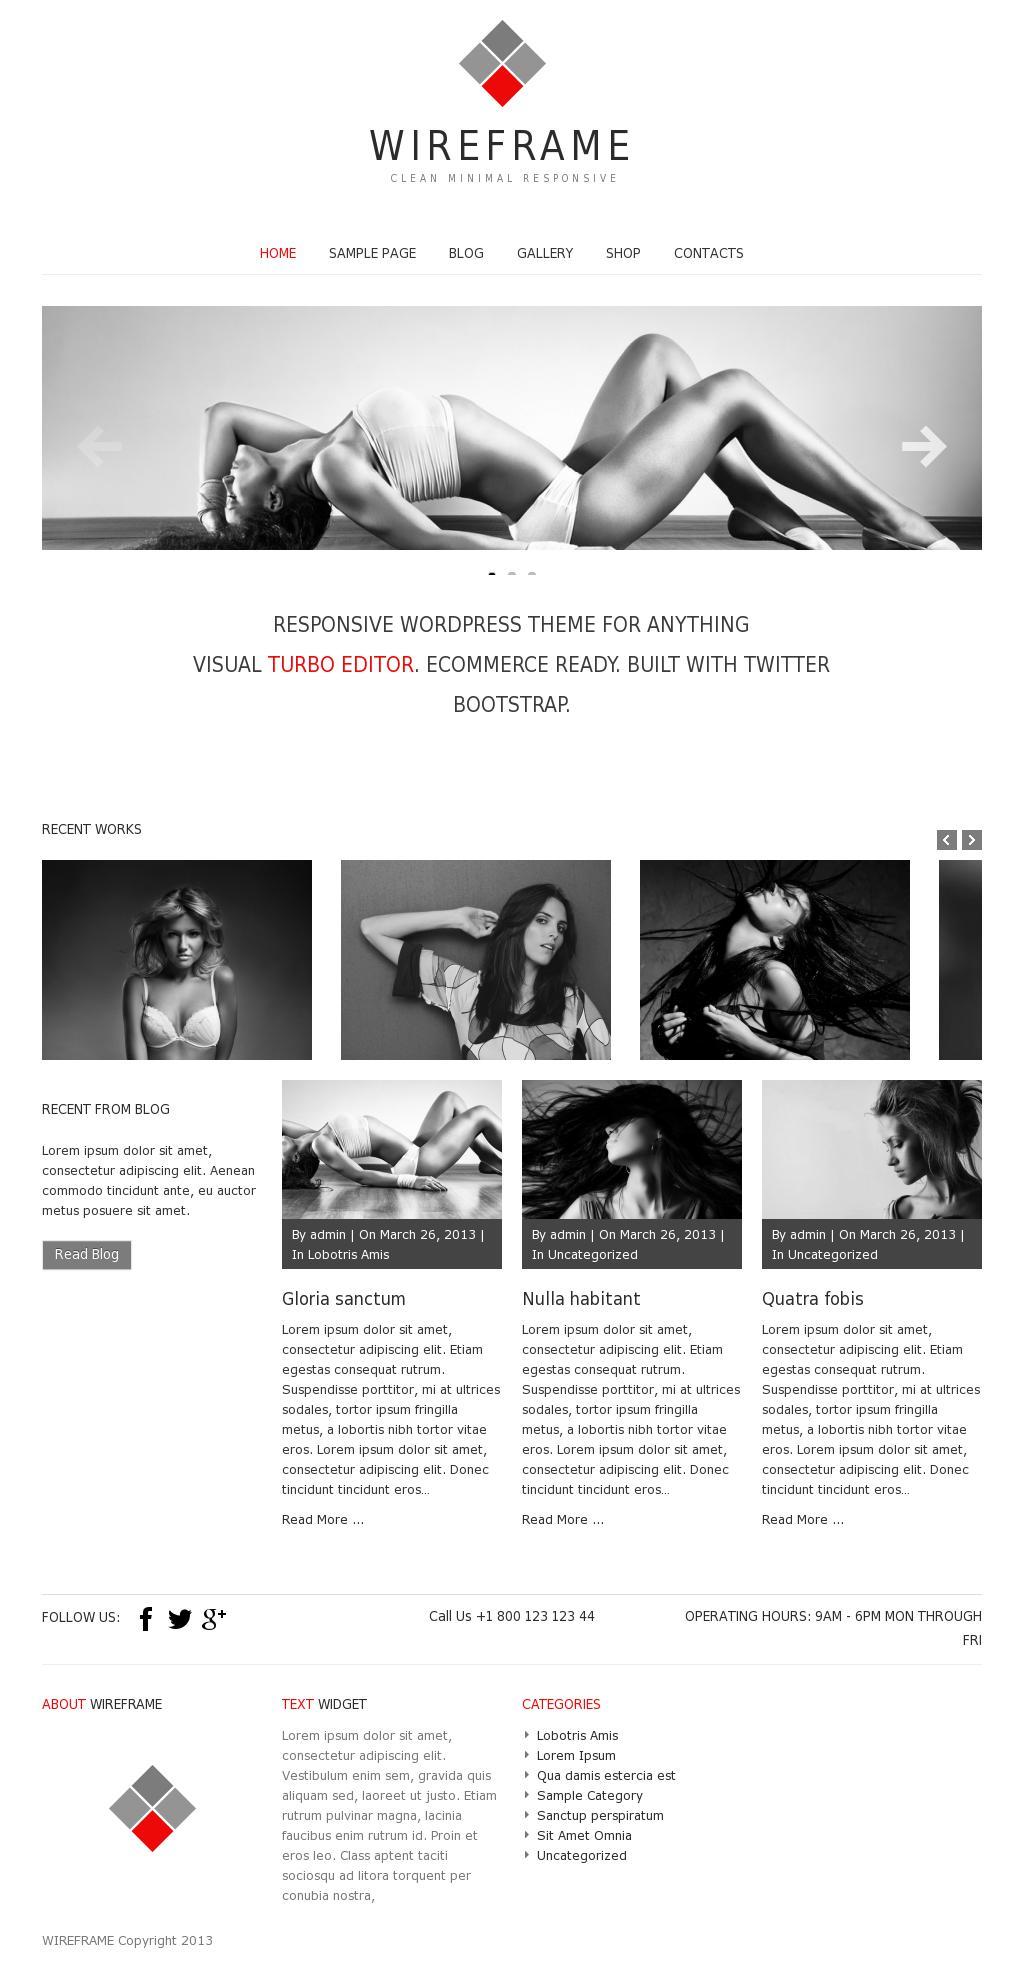 WIREFRAME
CLEAN MINIMAL RESPONSIVE
HOME SAMPLE PAGE BLOG GALLERY SHOP CONTACTS
RESPONSIVE WORDPRESS THEME FOR ANYTHING
VISUAL TURBO EDITOR. ECOMMERCE READY. BUILT WITH TWITTER
BOOTSTRAP.
RECENT WORKS
RECENT FROM BLOG
Lorem ipsum dolor sit amet,
consectetur adipiscing elit. Aenean
commodo tincidunt ante, eu auctor
metus posuere sit amet.
Read Blog
By admin | On March 26, 2013 |
In Lobotris Amis
Gloria sanctum
Lorem ipsum dolor sit amet,
consectetur adipiscing elit. Etiam
egestas consequat rutrum.
Suspendisse porttitor, mi at ultrices
sodales, tortor ipsum fringilla
metus, a lobortis nibh tortor vitae
eros. Lorem ipsum dolor sit amet,
consectetur adipiscing elit. Donec
tincidunt tincidunt eros...
Read More ...
By admin | On March 26, 2013 |
In Uncategorized
Nulla habitant
Lorem ipsum dolor sit amet,
consectetur adipiscing elit. Etiam
egestas consequat rutrum.
Suspendisse porttitor, mi at ultrices
sodales, tortor ipsum fringilla
metus, a lobortis nibh tortor vitae
eros. Lorem ipsum dolor sit amet,
consectetur adipiscing elit. Donec
tincidunt tincidunt eros...
Read More ...
By admin | On March 26, 2013 |
In Uncategorized
Quatra fobis
Lorem ipsum dolor sit amet,
consectetur adipiscing elit. Etiam
egestas consequat rutrum.
Suspendisse porttitor, mi at ultrices
sodales, tortor ipsum fringilla
metus, a lobortis nibh tortor vitae
eros. Lorem ipsum dolor sit amet,
consectetur adipiscing elit. Donec
tincidunt tincidunt eros...
Read More ...
FOLLOW US:
Call Us +1 800 123 123 44
OPERATING HOURS: 9AM - 6PM MON THROUGH
FRI
ABOUT WIREFRAME
TEXT WIDGET
Lorem ipsum dolor sit amet,
consectetur adipiscing elit.
Vestibulum enim sem, gravida quis
aliquam sed, laoreet ut justo. Etiam
rutrum pulvinar magna, lacinia
faucibus enim rutrum id. Proin et
eros leo. Class aptent taciti
sociosqu ad litora torquent per
conubia nostra,
CATEGORIES
Lobotris Amis
Lorem Ipsum
Qua damis estercia est
Sample Category
Sanctup perspiratum
Sit Amet Omnia
Uncategorized
WIREFRAME Copyright 2013